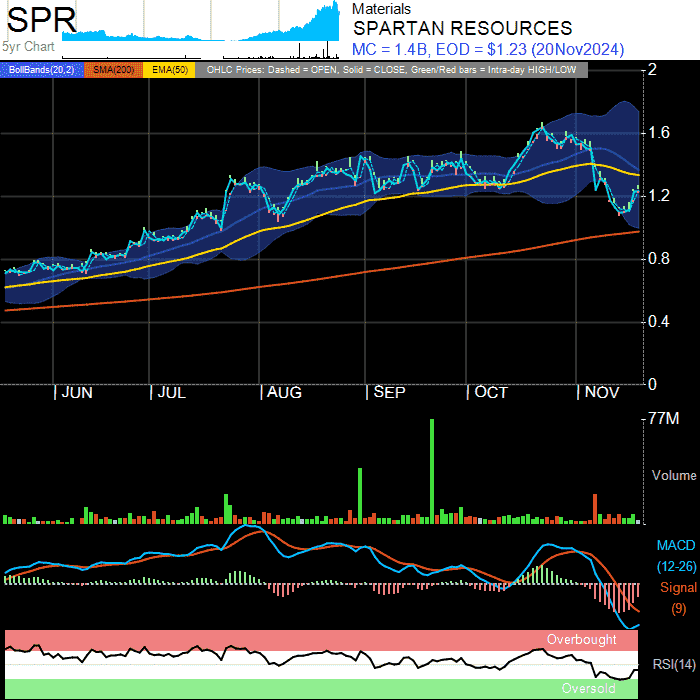 SPR
5yr Chart
Materials
SPARTAN RESOURCES
MC = 1.4B, EOD = $1.23 (20Nov2024)
BollBands(20,2) SMA(200) EMA(50) OHLC Prices: Dashed = OPEN, Solid = CLOSE, Green/Red bars = Intra-day HIGH/LOW
2
1.6
1.2
0.8
0.4
0
JUN JUL AUG SEP OCT NOV
77M
Volume
MACD
(12-26)
Signal
(9)
Overbought
RSI(14)
Oversold